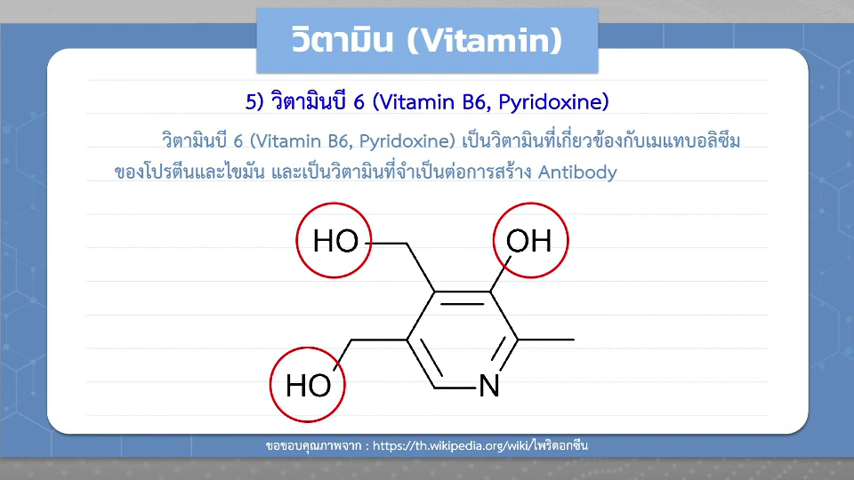 วิตามิน (Vitamin)
5) วิตามินบี 6 (Vitamin B6, Pyridoxine)
วิตามินบี 6 (Vitamin B6, Pyridoxine) เป็นวิตามินที่เกี่ยวข้องกับเมแทบอลิซึม
ของโปรตีนและไขมัน และเป็นวิตามินที่จำเป็นต่อการสร้าง Antibody
HO
OH
HO
N
ขอขอบคุณภาพจาก : https://th.wikipedia.org/wiki/ไพริดอกซีน